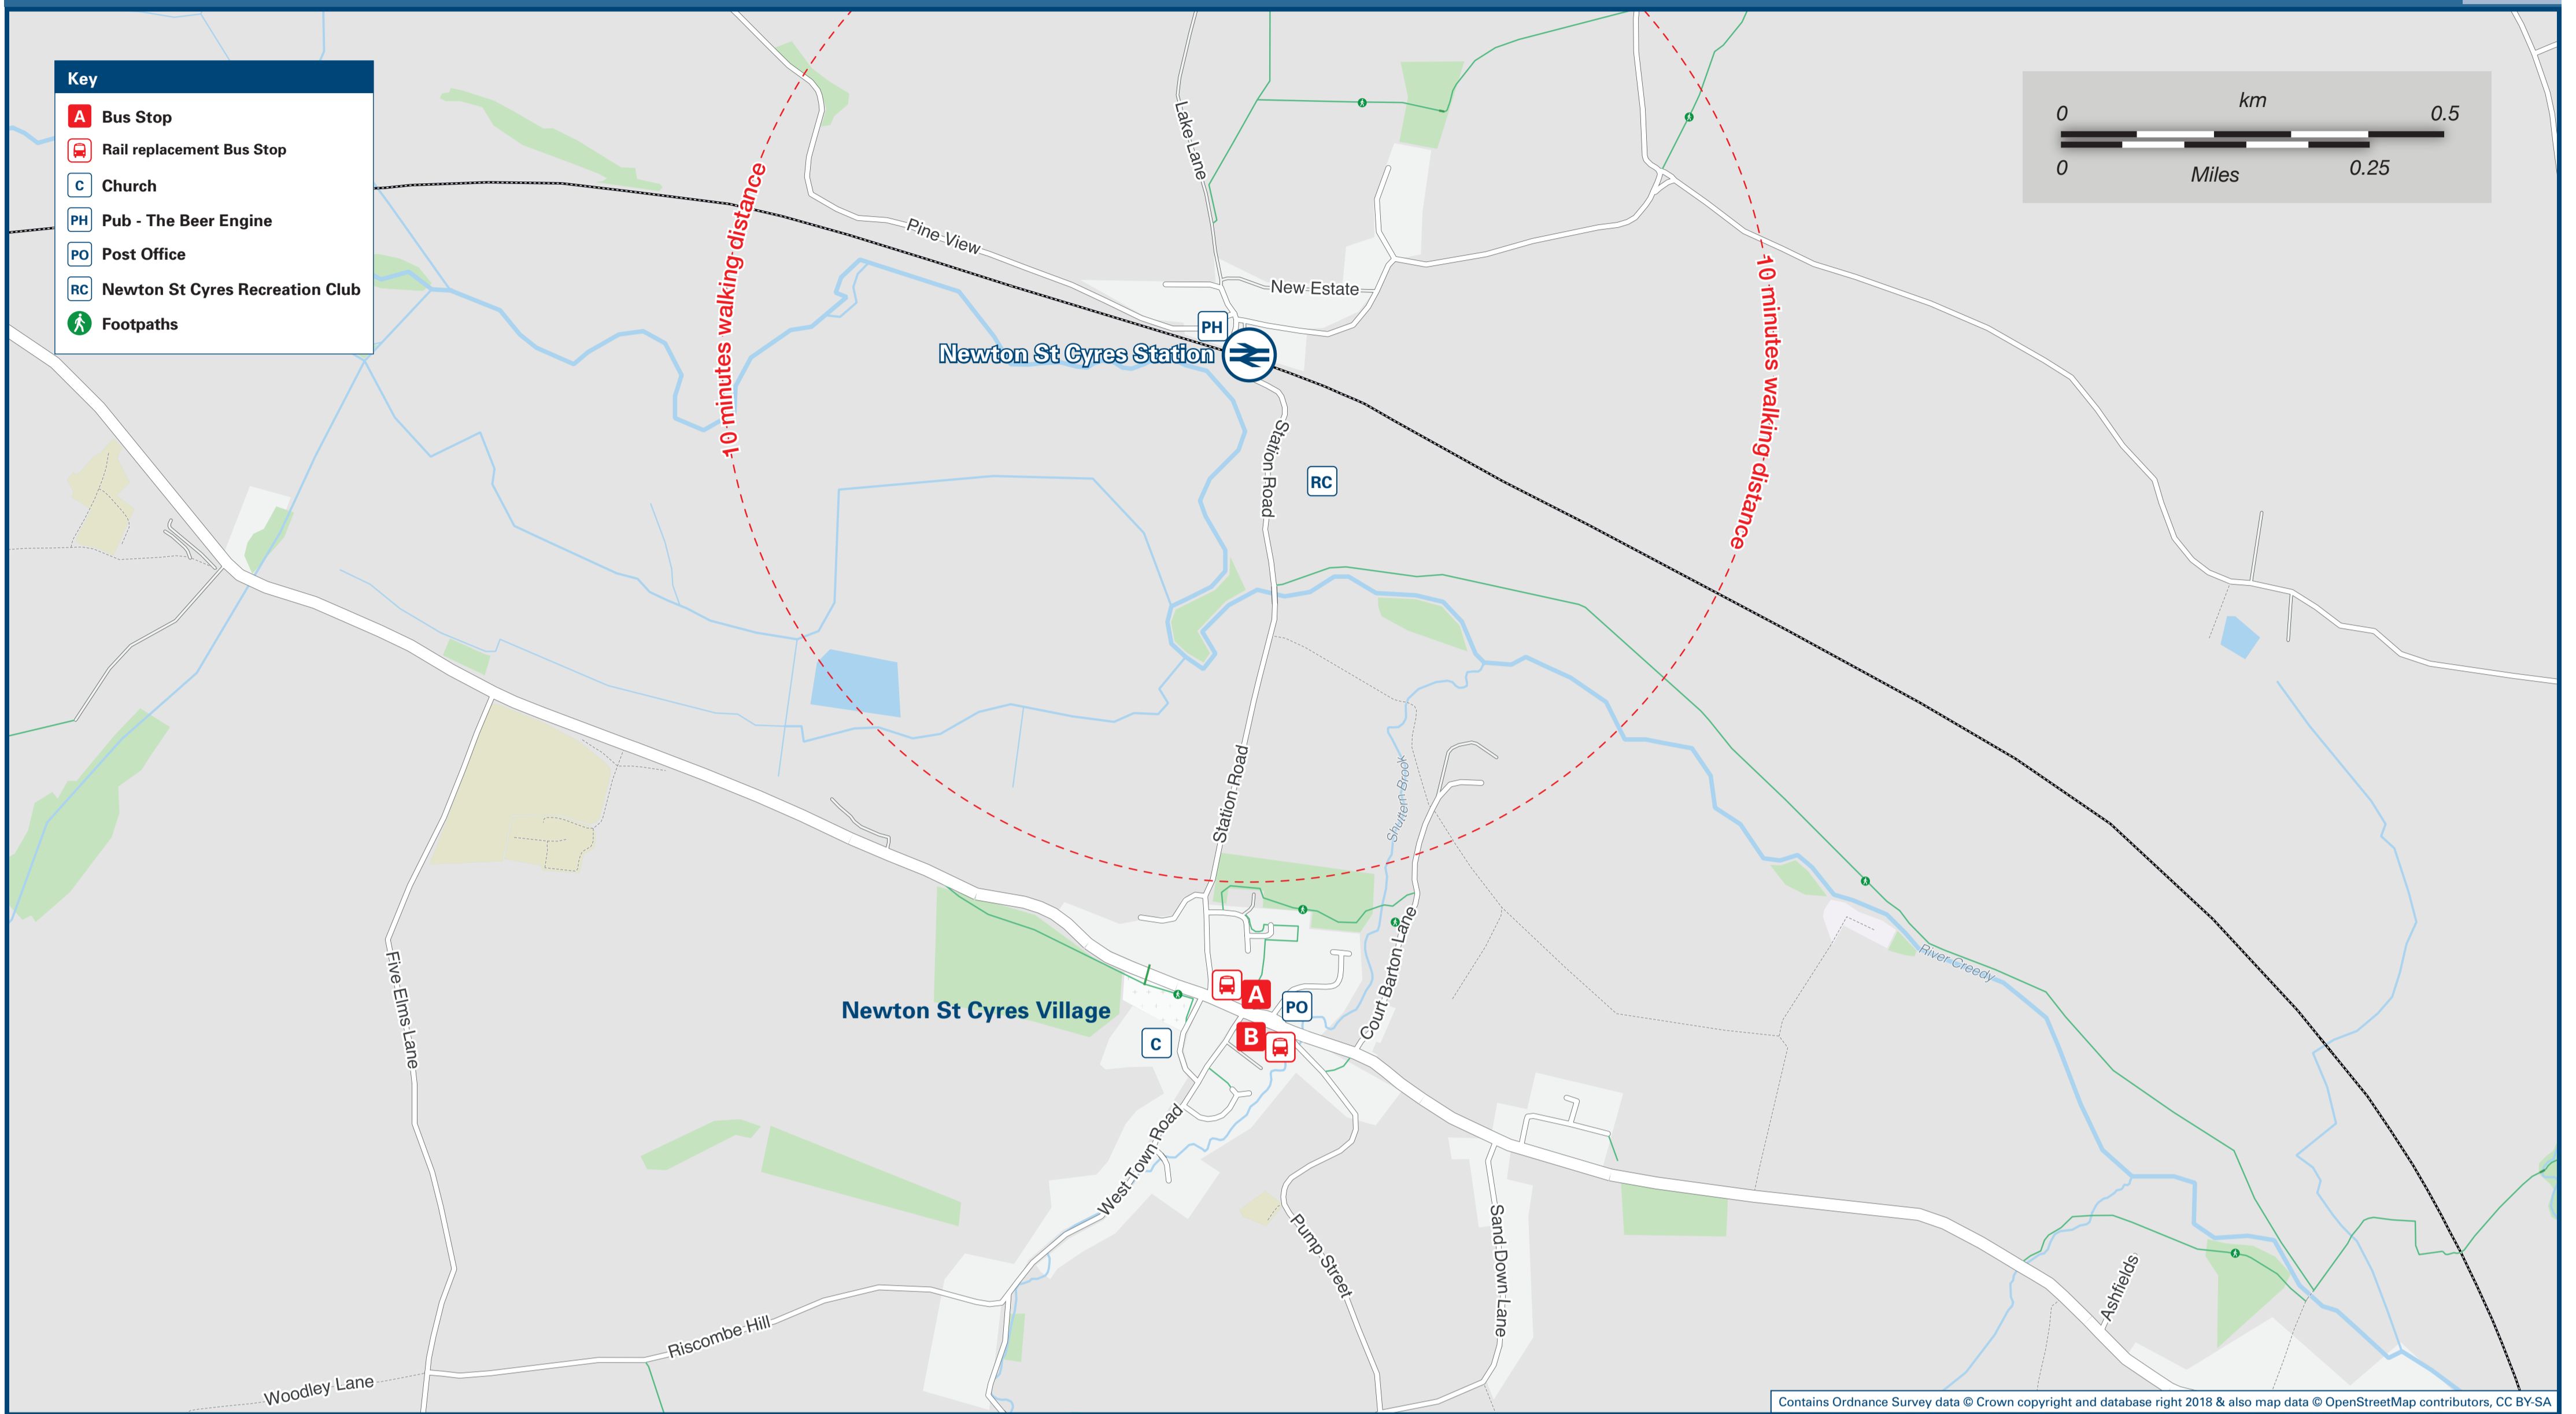 Key
A Bus Stop
Rail replacement Bus Stop
C Church
PH Pub - The Beer Engine
PO Post Office
RC Newton St Cyres Recreation Club
Footpaths
km
0 0.5
0 0.25
Miles
Lake Lane
Pine View
New Estate
10 minutes walking distance
10 minutes walking distance
PH
Newton St Cyres Station
Station Road
RC
Station Road
Shuttern Brook
Court Barton Lane
River Creedy
Five Elms Lane
A
PO
Newton St Cyres Village
B
C
West Town Road
Pump Street
Sand Down Lane
Ashfields
Riscombe Hill
Woodley Lane
Contains Ordnance Survey data © Crown copyright and database right 2018 & also map data © OpenStreetMap contributors, CC BY-SA